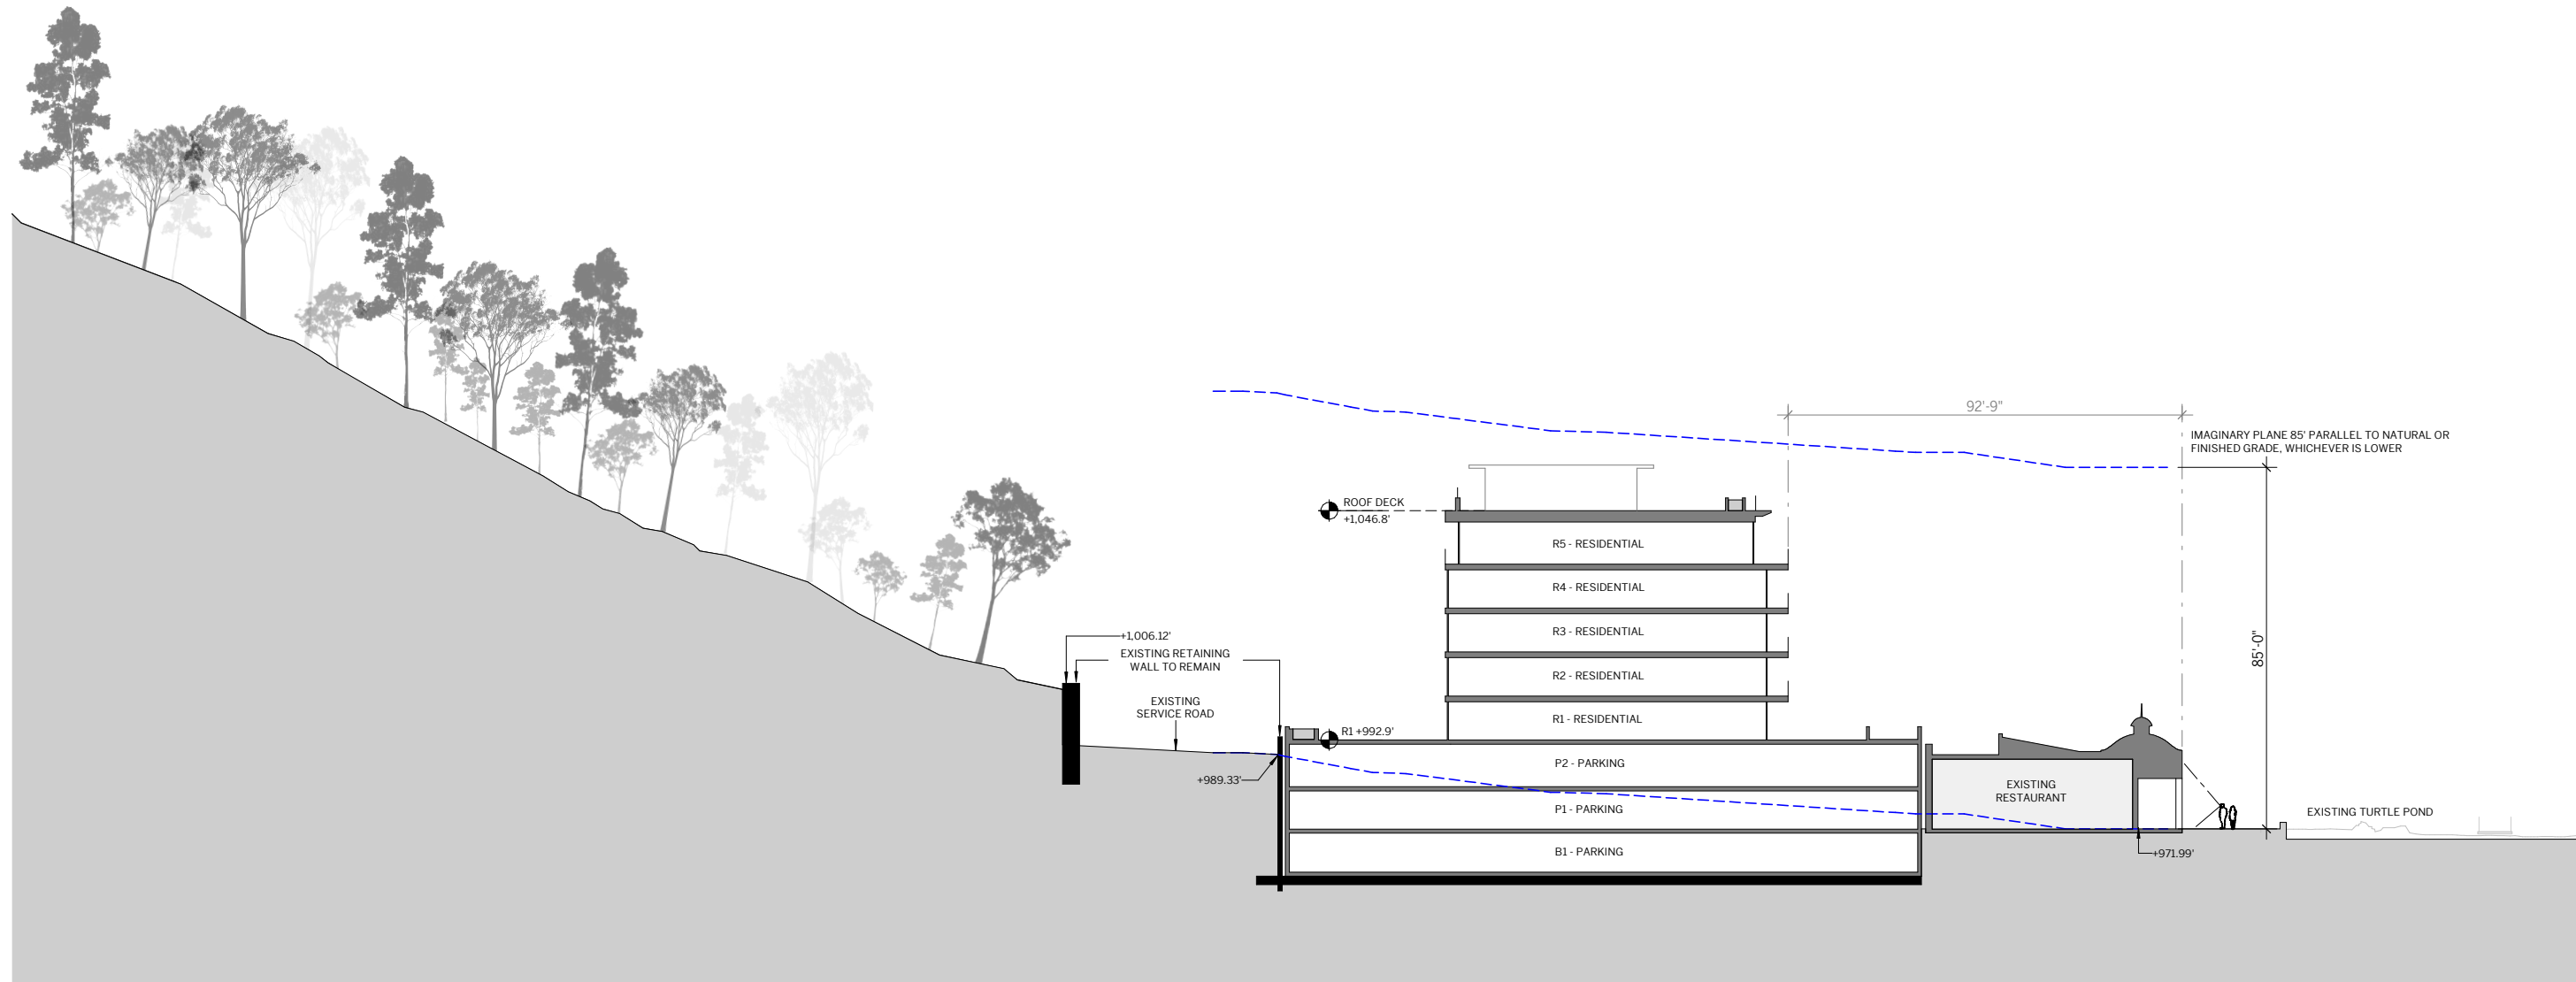 92'-9"
IMAGINARY PLANE 85' PARALLEL TO NATURAL OR
FINISHED GRADE, WHICHEVER IS LOWER
ROOF DECK
+1,046.8'
R5 - RESIDENTIAL
R4 - RESIDENTIAL
R3 - RESIDENTIAL
R2 - RESIDENTIAL
R1 - RESIDENTIAL
+1,006.12'
EXISTING RETAINING
WALL TO REMAIN
EXISTING
SERVICE ROAD
R1 +992.9'
+989.33'
P2 - PARKING
P1 - PARKING
B1 - PARKING
EXISTING
RESTAURANT
85'-0"
EXISTING TURTLE POND
+971.99'